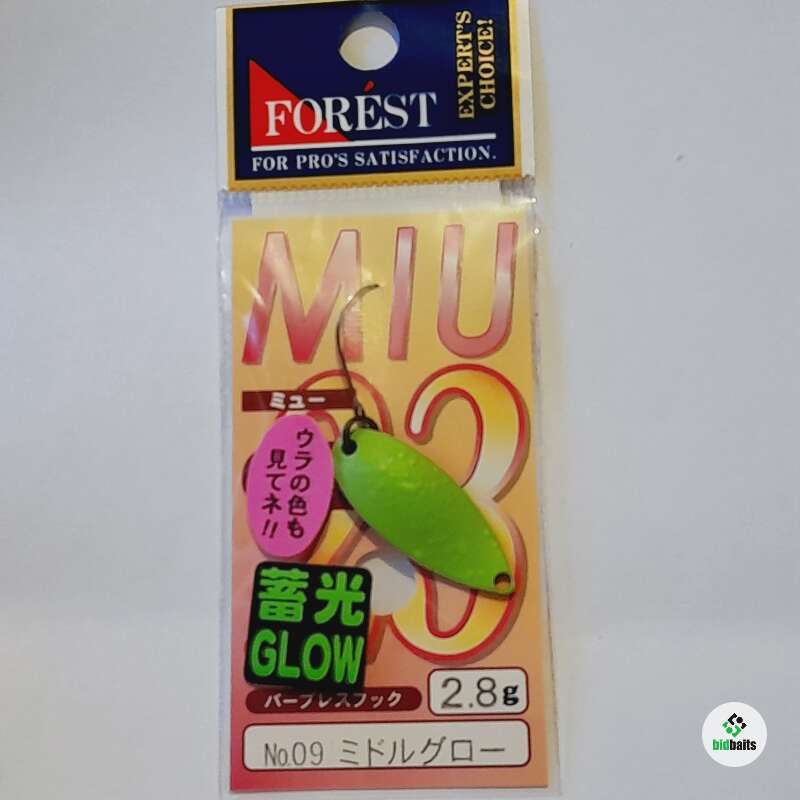 FORÉST
FOR PRO'S SATISFACTION.
EXPERT'S
CHOICE!
MIU
ミュー
ウラの色も
見てネ!!
蓄光
GLOW
バーブレスフック
2.8g
No.09 ミドルグロー
bidbaits